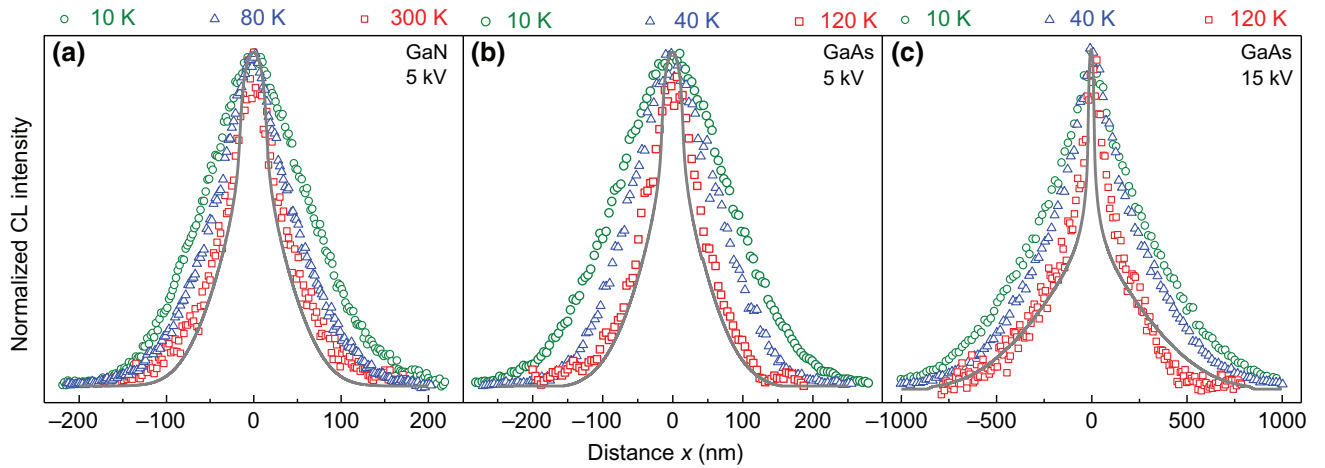 ○ 10 K △ 80 K □ 300 K ○ 10 K △ 40 K □ 120 K ○ 10 K △ 40 K □ 120 K
(a) GaN (b) GaAs (c) GaAs
5 kV 5 kV 15 kV
Normalized CL intensity
–200 –100 0 100 200 –200 –100 0 100 200 –1000 –500 0 500 1000
Distance x (nm)